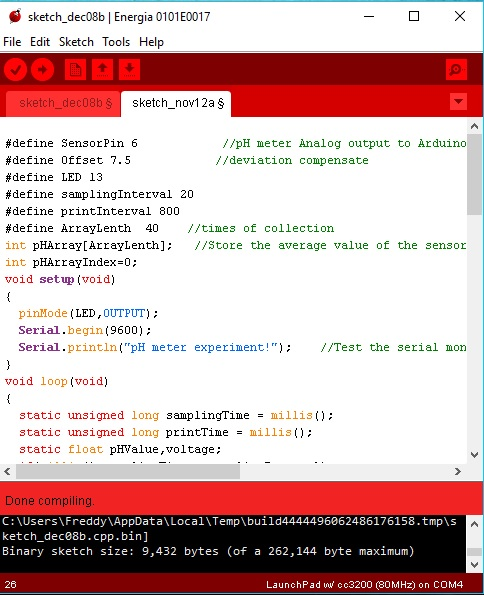 sketch_dec08b | Energia 0101E0017
File Edit Sketch Tools Help
sketch_dec08b § sketch_nov12a §
#define SensorPin 6 //pH meter Analog output to Arduino
#define Offset 7.5 //deviation compensate
#define LED 13
#define samplingInterval 20
#define printInterval 800
#define ArrayLenth 40 //times of collection
int pHArray[ArrayLenth]; //Store the average value of the sensor
int pHArrayIndex=0;
void setup(void)
{
pinMode(LED,OUTPUT);
Serial.begin(9600);
Serial.println("pH meter experiment!"); //Test the serial mon
}
void loop(void)
{
static unsigned long samplingTime = millis();
static unsigned long printTime = millis();
static float pHValue,voltage;
Done compiling.
C:\Users\Freddy\AppData\Local\Temp\build4444496062486176158.tmp\s
ketch_dec08b.cpp.bin]
Binary sketch size: 9,432 bytes (of a 262,144 byte maximum)
26 LaunchPad w/ cc3200 (80MHz) on COM4